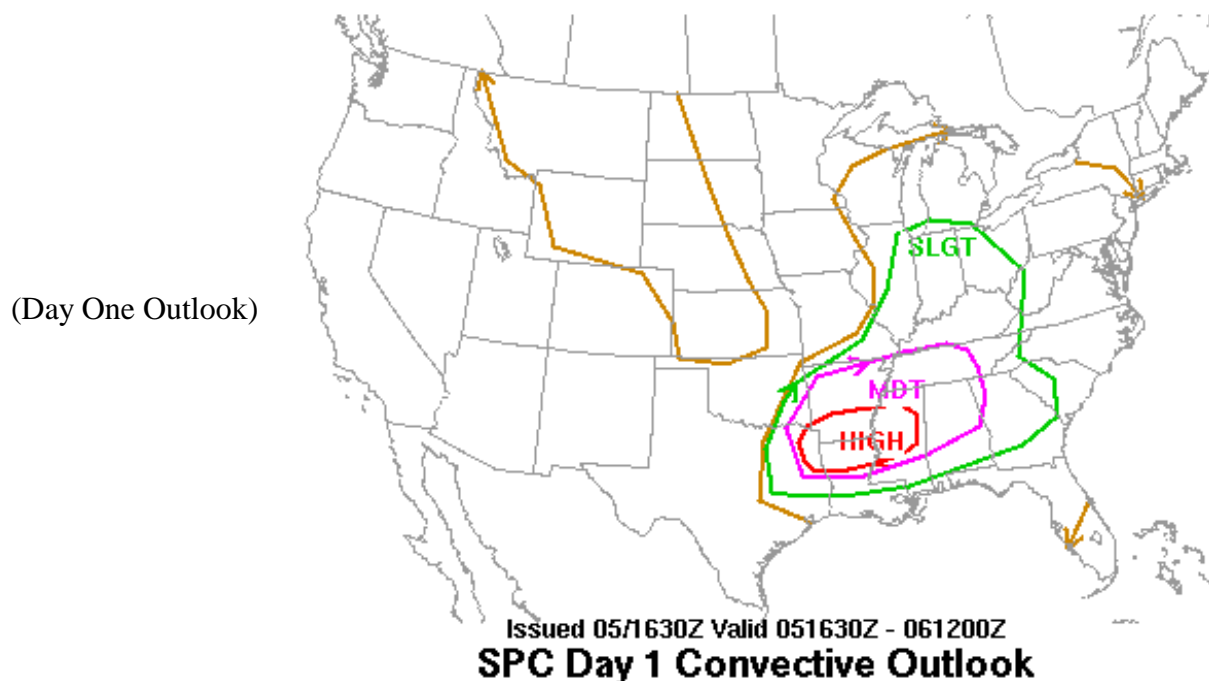 SLGT
(Day One Outlook)
MDT
HIGH
Issued 05/1630Z Valid 051630Z - 061200Z
SPC Day 1 Convective Outlook